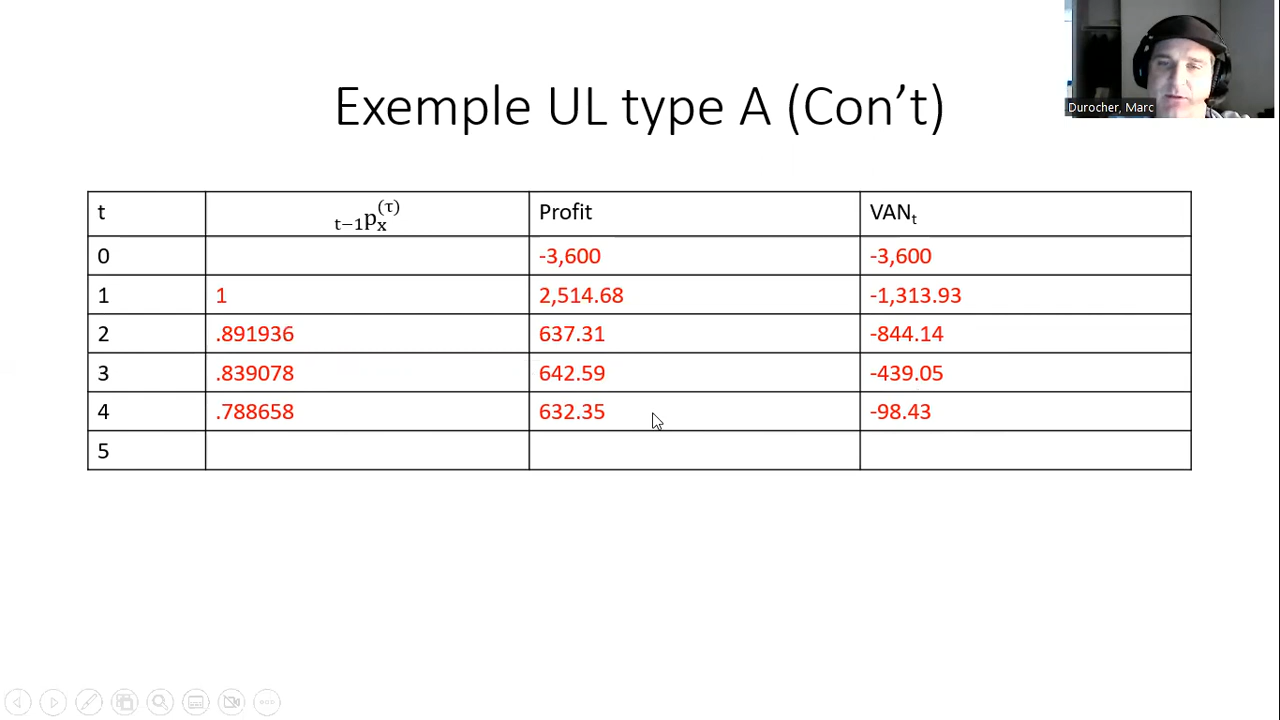 Durocher, Marc
Exemple UL type A (Con’t)
t t−1px(τ) Profit VANt
0 -3,600 -3,600
1 1 2,514.68 -1,313.93
2 .891936 637.31 -844.14
3 .839078 642.59 -439.05
4 .788658 632.35 -98.43
5